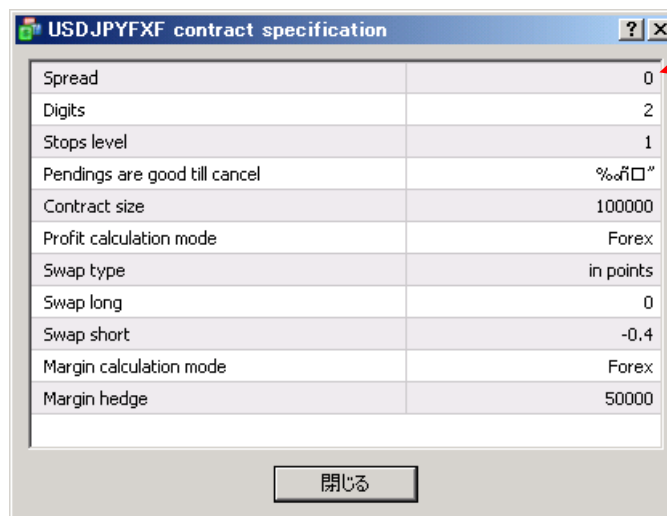 USDJPYFXF contract specification
Spread 0
Digits 2
Stops level 1
Pendings are good till cancel ‰ñ□”
Contract size 100000
Profit calculation mode Forex
Swap type in points
Swap long 0
Swap short -0.4
Margin calculation mode Forex
Margin hedge 50000
閉じる